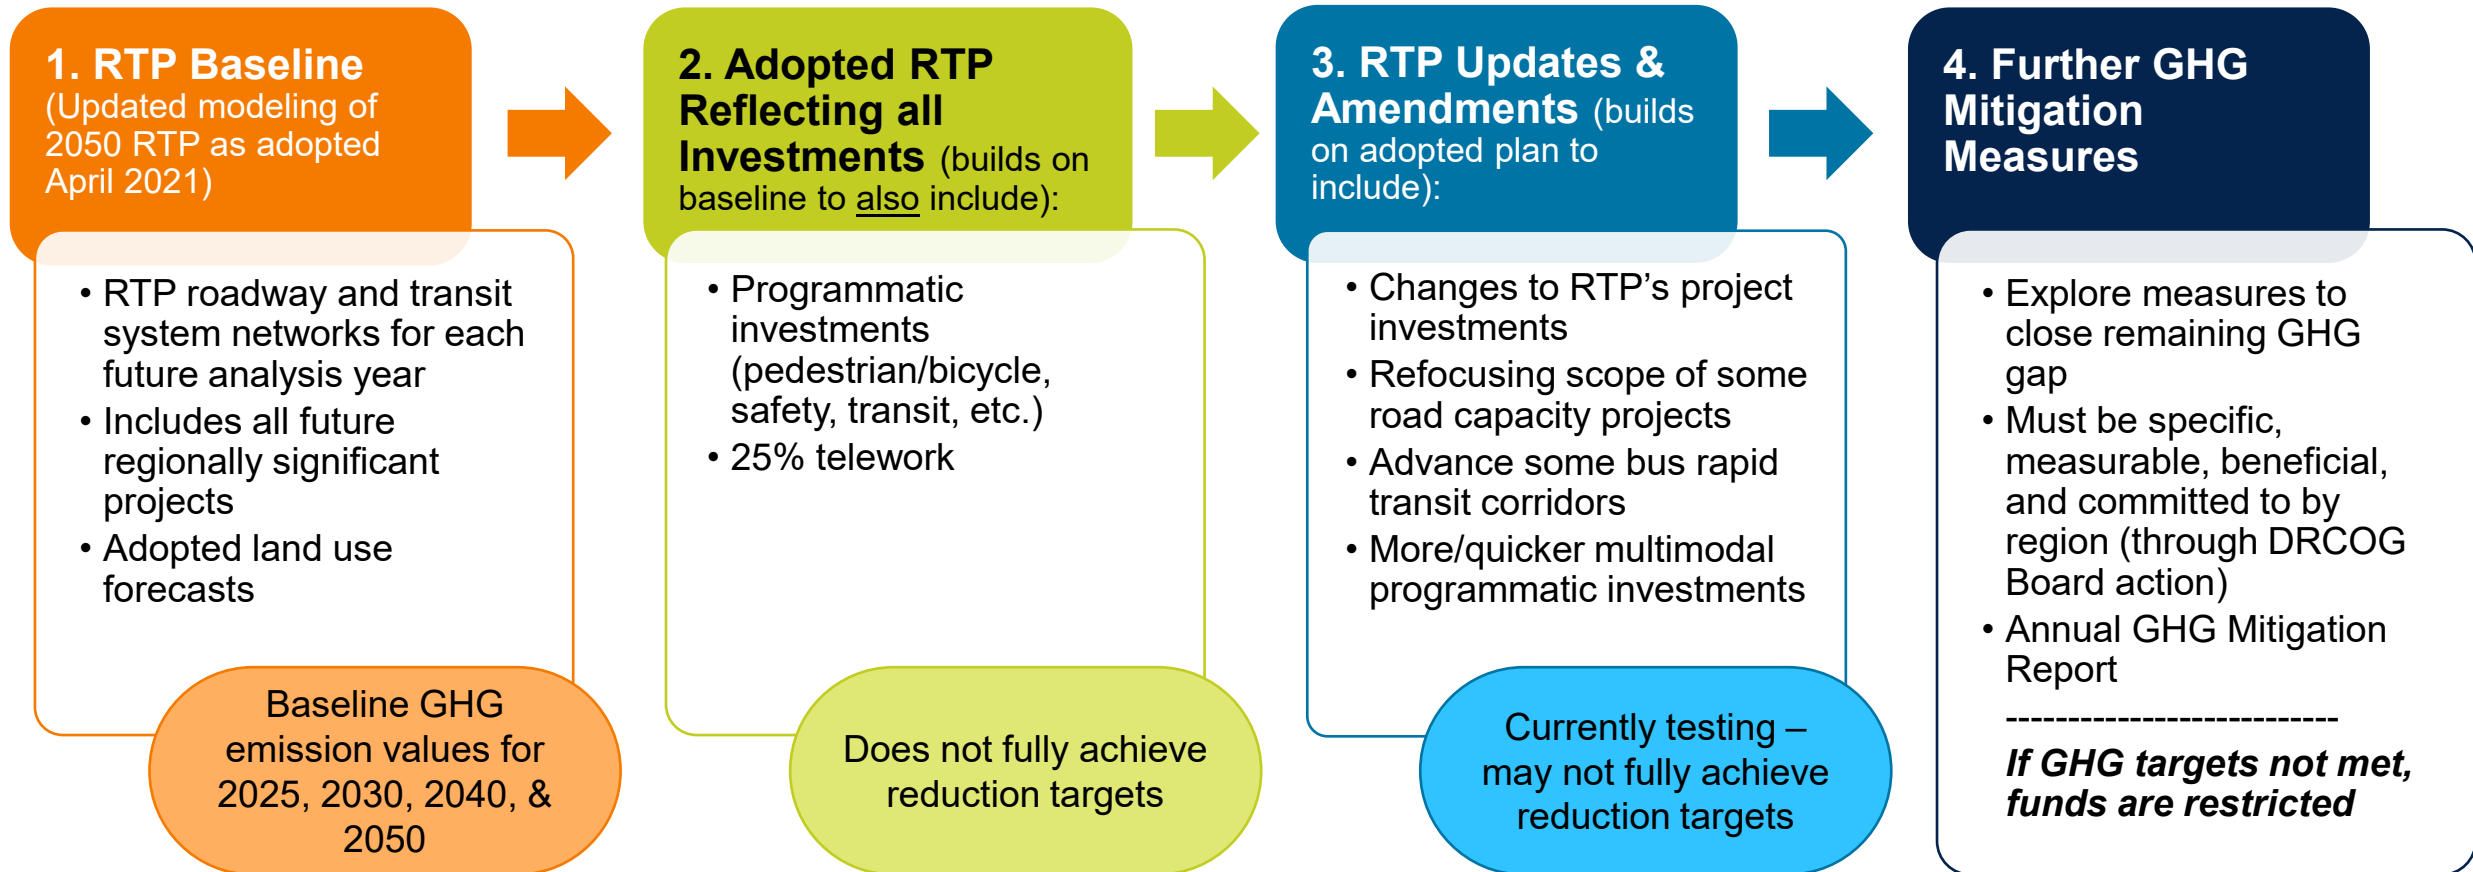 1. RTP Baseline
(Updated modeling of
2050 RTP as adopted
April 2021)
• RTP roadway and transit
system networks for each
future analysis year
• Includes all future
regionally significant
projects
• Adopted land use
forecasts
Baseline GHG
emission values for
2025, 2030, 2040, &
2050
2. Adopted RTP
Reflecting all
Investments (builds on
baseline to also include):
• Programmatic
investments
(pedestrian/bicycle,
safety, transit, etc.)
• 25% telework
Does not fully achieve
reduction targets
3. RTP Updates &
Amendments (builds
on adopted plan to
include):
• Changes to RTP’s project
investments
• Refocusing scope of some
road capacity projects
• Advance some bus rapid
transit corridors
• More/quicker multimodal
programmatic investments
Currently testing –
may not fully achieve
reduction targets
4. Further GHG
Mitigation
Measures
• Explore measures to
close remaining GHG
gap
• Must be specific,
measurable, beneficial,
and committed to by
region (through DRCOG
Board action)
• Annual GHG Mitigation
Report
---------------------------
If GHG targets not met,
funds are restricted